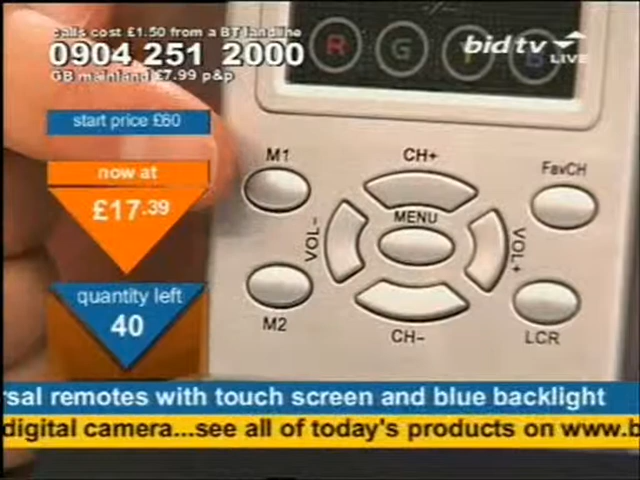 calls cost £1.50 from a BT landline
0904 251 2000
GB mainland £7.99 p&p
R G Y B
bid tv
LIVE
start price £60
now at
£17.39
quantity left
40
M1
CH+
FavCH
VOL-
MENU
VOL+
M2
CH-
LCR
rsal remotes with touch screen and blue backlight
digital camera...see all of today's products on www.b